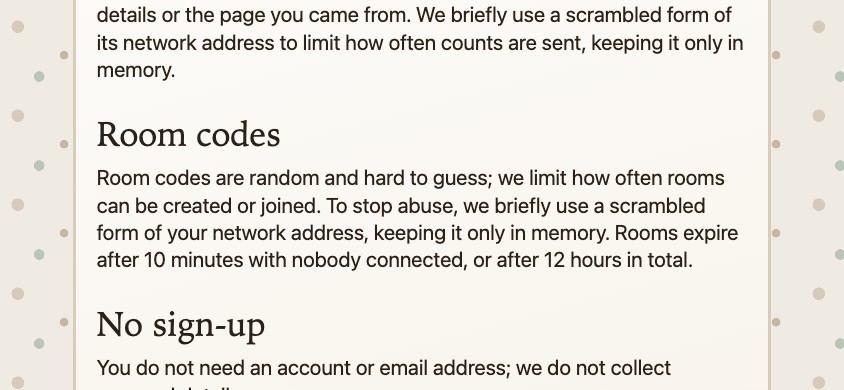 details or the page you came from. We briefly use a scrambled form of
its network address to limit how often counts are sent, keeping it only in
memory.
Room codes
Room codes are random and hard to guess; we limit how often rooms
can be created or joined. To stop abuse, we briefly use a scrambled
form of your network address, keeping it only in memory. Rooms expire
after 10 minutes with nobody connected, or after 12 hours in total.
No sign-up
You do not need an account or email address; we do not collect